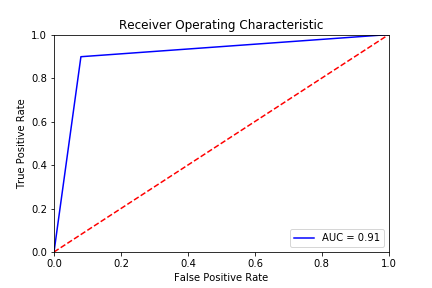 Receiver Operating Characteristic
1.0
0.8
0.6
0.4
0.2
0.0
True Positive Rate
AUC = 0.91
0.0 0.2 0.4 0.6 0.8 1.0
False Positive Rate